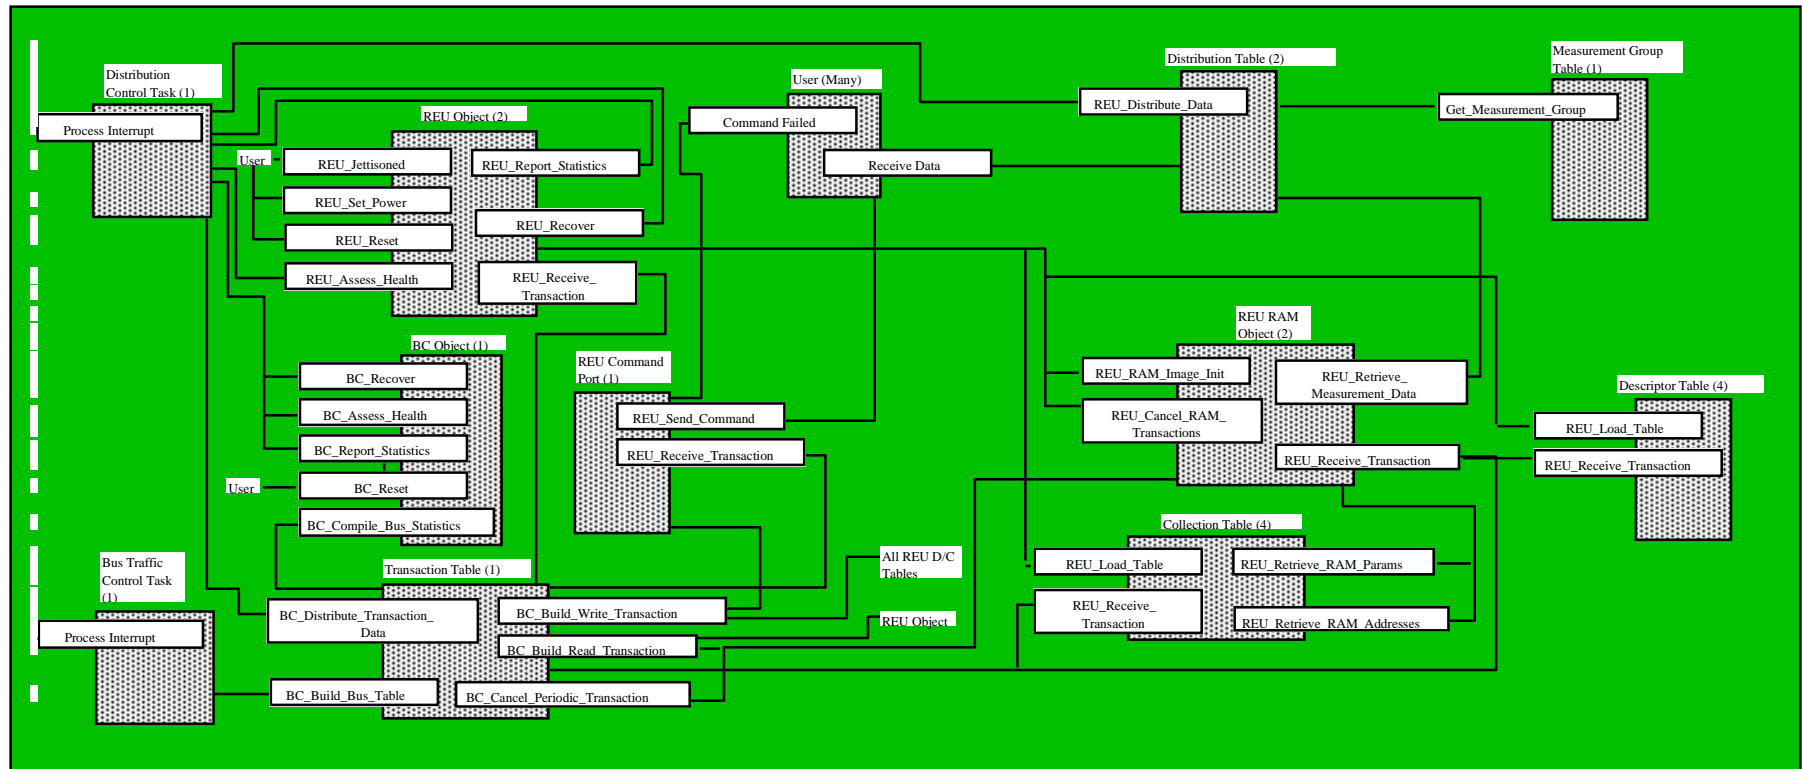 Distribution
Control Task (1)
Process Interrupt
REU Object (2)
User
REU_Jettisoned
REU_Set_Power
REU_Reset
REU_Assess_Health
REU_Report_Statistics
REU_Recover
REU_Receive_
Transaction
User (Many)
Command Failed
Receive Data
Distribution Table (2)
REU_Distribute_Data
Measurement Group
Table (1)
Get_Measurement_Group
BC Object (1)
BC_Recover
BC_Assess_Health
BC_Report_Statistics
User
BC_Reset
BC_Compile_Bus_Statistics
REU Command
Port (1)
REU_Send_Command
REU_Receive_Transaction
REU RAM
Object (2)
REU_RAM_Image_Init
REU_Cancel_RAM_
Transactions
REU_Retrieve_
Measurement_Data
REU_Receive_Transaction
Descriptor Table (4)
REU_Load_Table
REU_Receive_Transaction
Bus Traffic
Control Task
(1)
Process Interrupt
Transaction Table (1)
BC_Distribute_Transaction_
Data
BC_Build_Bus_Table
BC_Build_Write_Transaction
BC_Build_Read_Transaction
BC_Cancel_Periodic_Transaction
All REU D/C
Tables
REU Object
Collection Table (4)
REU_Load_Table
REU_Receive_
Transaction
REU_Retrieve_RAM_Params
REU_Retrieve_RAM_Addresses